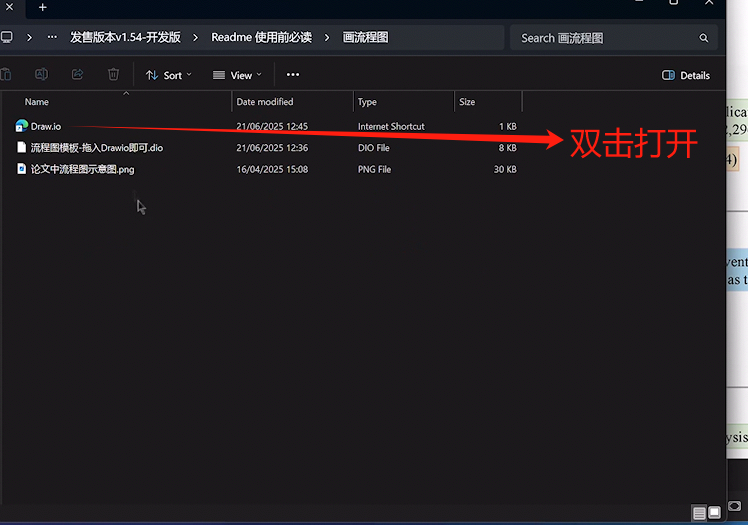 发售版本v1.54-开发版
Readme 使用前必读
画流程图
Search 画流程图
Sort
View
Details
Name
Date modified
Type
Size
Draw.io
21/06/2025 12:45
Internet Shortcut
1 KB
双击打开
流程图模板-拖入Drawio即可.dio
21/06/2025 12:36
DIO File
8 KB
论文中流程图示意图.png
16/04/2025 15:08
PNG File
30 KB